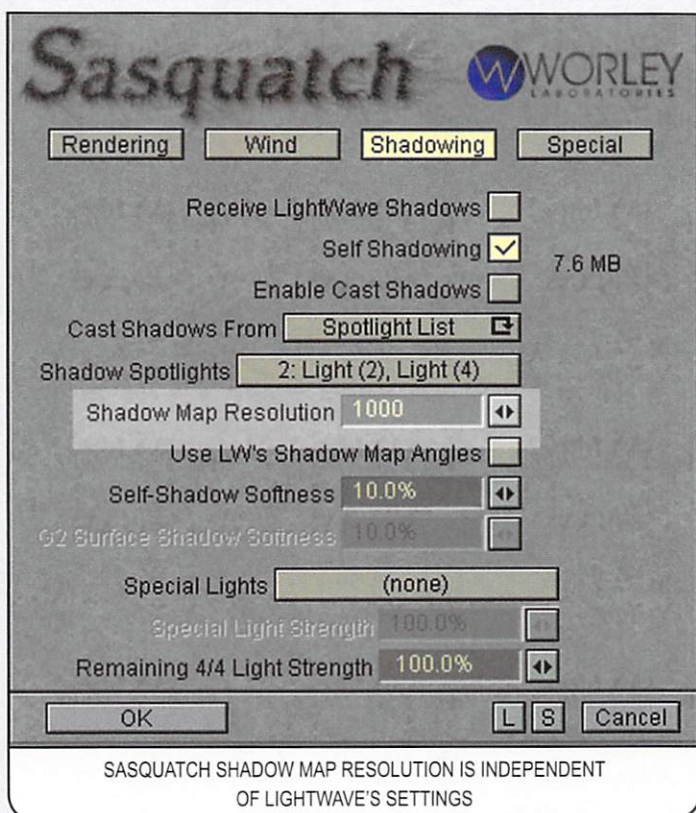 Sasquatch
WORLEY
LABORATORIES
Rendering Wind Shadowing Special
Receive LightWave Shadows
Self Shadowing
7.6 MB
Enable Cast Shadows
Cast Shadows From Spotlight List
Shadow Spotlights 2: Light (2), Light (4)
Shadow Map Resolution 1000
Use LW's Shadow Map Angles
Self-Shadow Softness 10.0%
G2 Surface Shadow Softness 10.0%
Special Lights (none)
Special Light Strength 100.0%
Remaining 4/4 Light Strength 100.0%
OK L S Cancel
SASQUATCH SHADOW MAP RESOLUTION IS INDEPENDENT
OF LIGHTWAVE'S SETTINGS